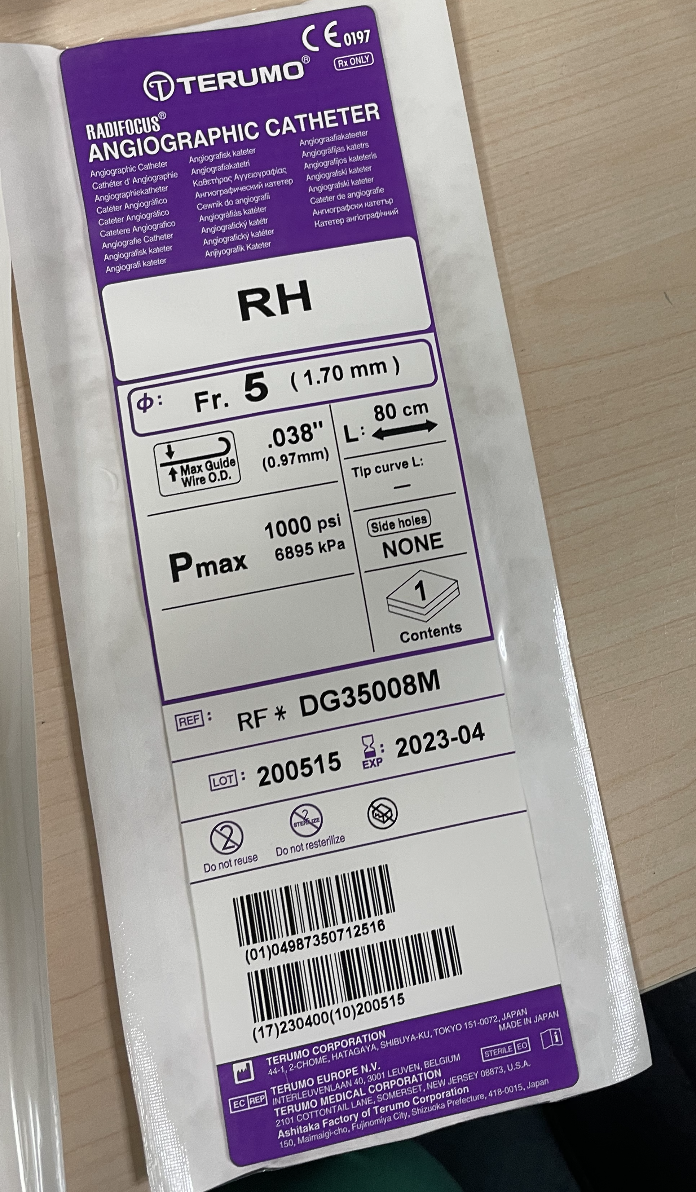 CE 0197
Rx ONLY
TERUMO®
RADIFOCUS®
ANGIOGRAPHIC CATHETER
Angiographic Catheter
Cathéter d' Angiographie
Angiographiekatheter
Catéter Angiográfico
Cateter Angiográfico
Catetere Angiografico
Angiografie Catheter
Angiografisk kateter
Angiografi kateter
Angiografisk kateter
Angiografiakatetri
Καθετήρας Αγγειογραφίας
Ангиографический катетер
Cewnik do angiografii
Angiográfiás katéter
Angiografický katétr
Angiografický katéter
Anjiyografik Kateter
Angiograafiakateeter
Angiogrāfijas katetrs
Angiografijos kateteris
Angiografski kateter
Angiografski kateter
Cateter de angiografie
Ангиографски катетър
Катетер ангіографічний
RH
ϕ: Fr. 5 (1.70 mm)
Max Guide
Wire O.D.
.038"
(0.97mm)
L: 80 cm
Tip curve L:
—
Pmax
1000 psi
6895 kPa
Side holes
NONE
1
Contents
REF: RF* DG35008M
LOT: 200515
EXP: 2023-04
2
Do not reuse
2
STERILIZE
Do not resterilize
(01)04987350712516
(17)230400(10)200515
TERUMO CORPORATION
44-1, 2-CHOME, HATAGAYA, SHIBUYA-KU, TOKYO 151-0072, JAPAN
MADE IN JAPAN
EC REP
TERUMO EUROPE N.V.
INTERLEUVENLAAN 40, 3001 LEUVEN, BELGIUM
STERILE EO
TERUMO MEDICAL CORPORATION
2101 COTTONTAIL LANE, SOMERSET, NEW JERSEY 08873, U.S.A.
Ashitaka Factory of Terumo Corporation
150, Maimaigi-cho, Fujinomiya City, Shizuoka Prefecture, 418-0015, Japan